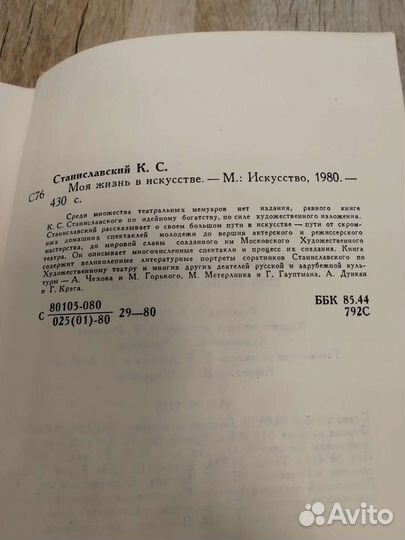 Станиславский К. С.
С76
Моя жизнь в искусстве. — М.: Искусство, 1980. —
430 с.
Среди множества театральных мемуаров нет издания, равного книге
К. С. Станиславского по идейному богатству, по силе художественного изложения.
Станиславский рассказывает о своем большом пути в искусстве — пути от скром-
ных домашних спектаклей молодежи до вершин актерского и режиссерского
мастерства, до мировой славы созданного им Московского Художественного
театра. Он описывает многочисленные спектакли и процесс их создания. Книга
содержит великолепные литературные портреты соратников Станиславского по
Художественному театру и многих других деятелей русской и зарубежной куль-
туры — А. Чехова и М. Горького, М. Метерлинка и Г. Гауптмана, А. Дункан
и Г. Крэга.
С 80105-080 29—80
025(01)-80
ББК 85.44
792С
Avito